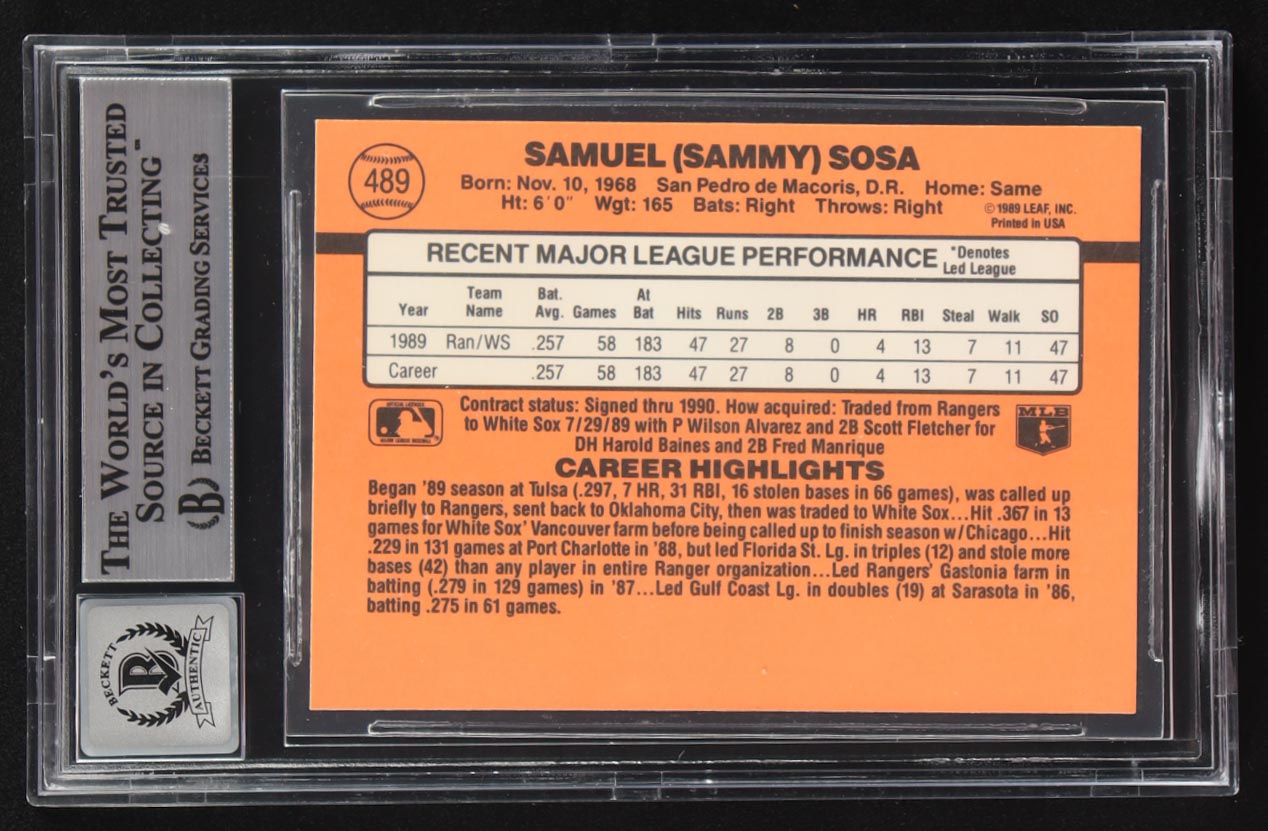 THE WORLD'S MOST TRUSTED
SOURCE IN COLLECTING™
BECKETT GRADING SERVICES
BECKETT
AUTHENTIC
489
SAMUEL (SAMMY) SOSA
Born: Nov. 10, 1968 San Pedro de Macoris, D.R. Home: Same
Ht: 6'0" Wgt: 165 Bats: Right Throws: Right
©1989 LEAF, INC.
Printed in USA
RECENT MAJOR LEAGUE PERFORMANCE *Denotes Led League
Year Team Name Bat. Avg. Games At Bat Hits Runs 2B 3B HR RBI Steal Walk SO
1989 Ran/WS .257 58 183 47 27 8 0 4 13 7 11 47
Career .257 58 183 47 27 8 0 4 13 7 11 47
Contract status: Signed thru 1990. How acquired: Traded from Rangers
to White Sox 7/29/89 with P Wilson Alvarez and 2B Scott Fletcher for
DH Harold Baines and 2B Fred Manrique
MLB
CAREER HIGHLIGHTS
Began '89 season at Tulsa (.297, 7 HR, 31 RBI, 16 stolen bases in 66 games), was called up
briefly to Rangers, sent back to Oklahoma City, then was traded to White Sox...Hit .367 in 13
games for White Sox' Vancouver farm before being called up to finish season w/Chicago...Hit
.229 in 131 games at Port Charlotte in '88, but led Florida St. Lg. in triples (12) and stole more
bases (42) than any player in entire Ranger organization...Led Rangers' Gastonia farm in
batting (.279 in 129 games) in '87...Led Gulf Coast Lg. in doubles (19) at Sarasota in '86,
batting .275 in 61 games.